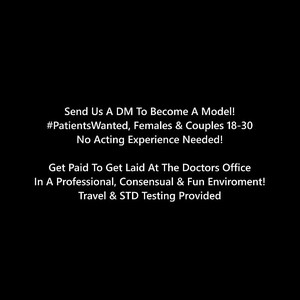 Send Us A DM To Become A Model!
#PatientsWanted, Females & Couples 18-30
No Acting Experience Needed!
Get Paid To Get Laid At The Doctors Office
In A Professional, Consensual & Fun Enviroment!
Travel & STD Testing Provided